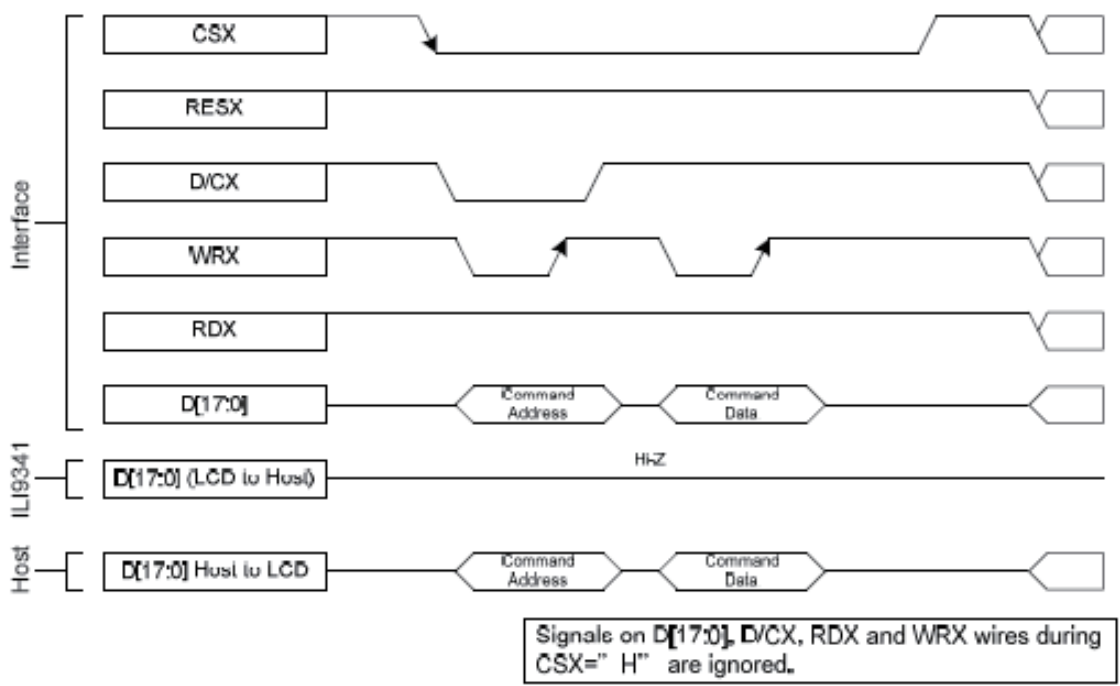 Interface
CSX
RESX
D/CX
WRX
RDX
D[17:0]
Command
Address
Command
Data
ILI9341
D[17:0] (LCD to Host)
Hi-Z
Host
D[17:0] Host to LCD
Command
Address
Command
Data
Signals on D[17:0], D/CX, RDX and WRX wires during
CSX=” H” are ignored.